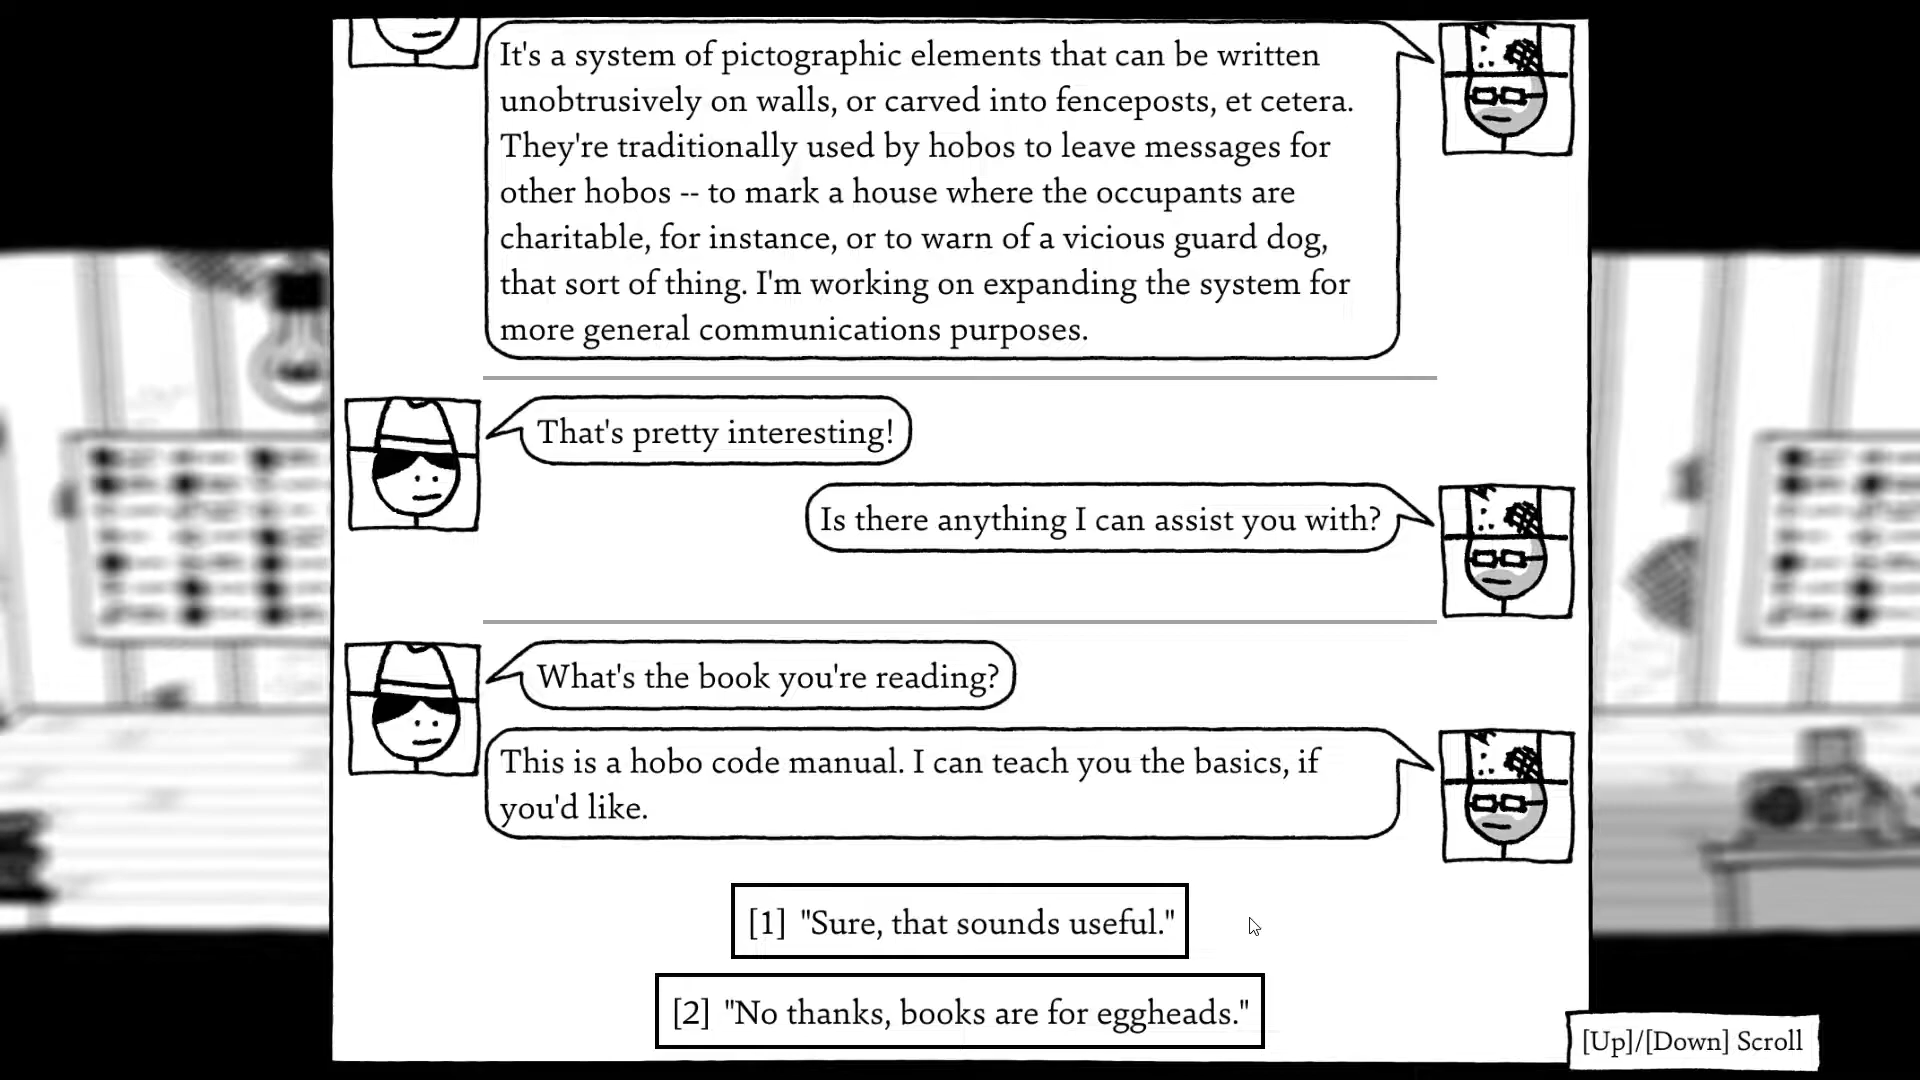 It's a system of pictographic elements that can be written
unobtrusively on walls, or carved into fenceposts, et cetera.
They're traditionally used by hobos to leave messages for
other hobos -- to mark a house where the occupants are
charitable, for instance, or to warn of a vicious guard dog,
that sort of thing. I'm working on expanding the system for
more general communications purposes.
That's pretty interesting!
Is there anything I can assist you with?
What's the book you're reading?
This is a hobo code manual. I can teach you the basics, if
you'd like.
[1] "Sure, that sounds useful."
[2] "No thanks, books are for eggheads."
[Up]/[Down] Scroll